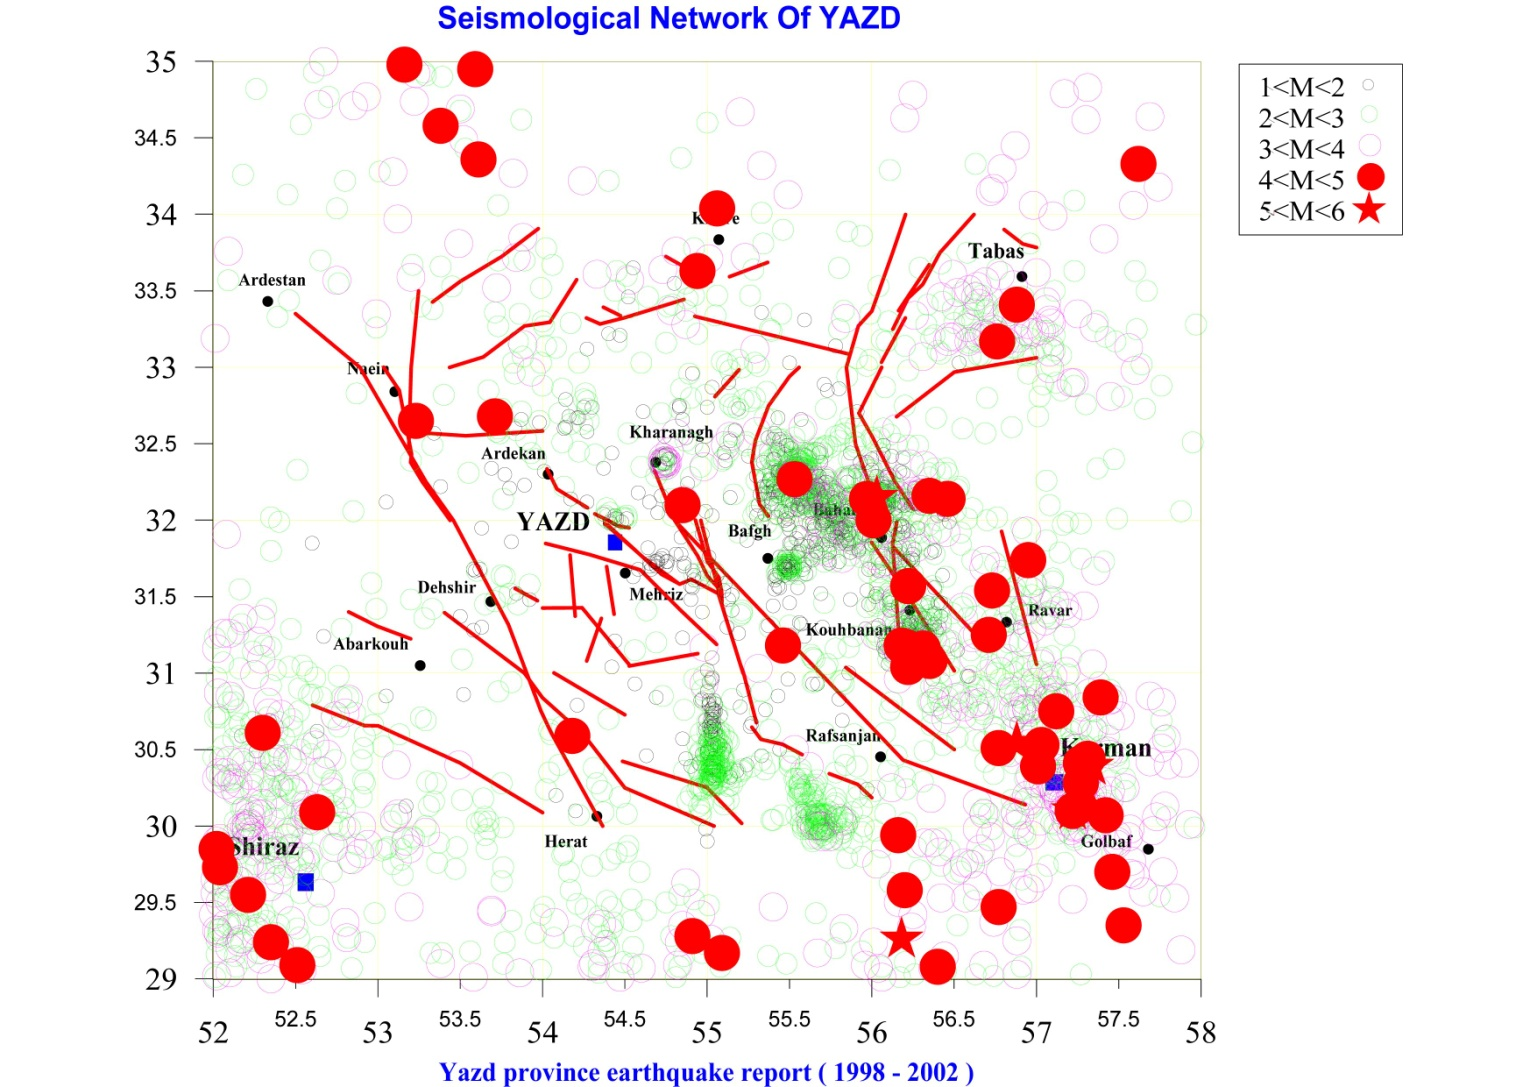 Seismological Network Of YAZD
35
34.5
34
33.5
33
32.5
32
31.5
31
30.5
30
29.5
29
1<M<2
2<M<3
3<M<4
4<M<5
5<M<6
Tabas
Ardestan
Naein
Kharanagh
Ardekan
YAZD
Bafgh
Dehshir
Mehriz
Ravar
Kouhbanan
Abarkouh
Rafsanjan
Kerman
Herat
Golbaf
Shiraz
52
52.5
53
53.5
54
54.5
55
55.5
56
56.5
57
57.5
58
Yazd province earthquake report ( 1998 - 2002 )